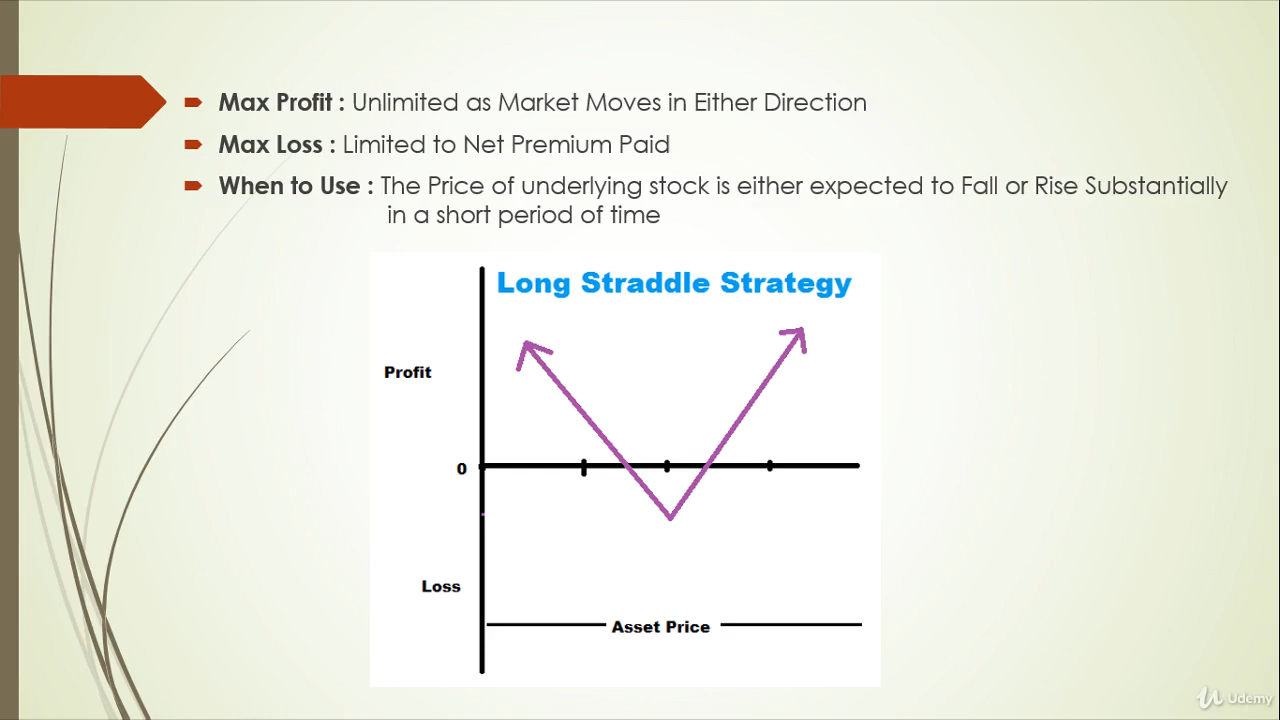 Max Profit : Unlimited as Market Moves in Either Direction
Max Loss : Limited to Net Premium Paid
When to Use : The Price of underlying stock is either expected to Fall or Rise Substantially
in a short period of time
Long Straddle Strategy
Profit
0
Loss
Asset Price
Udemy